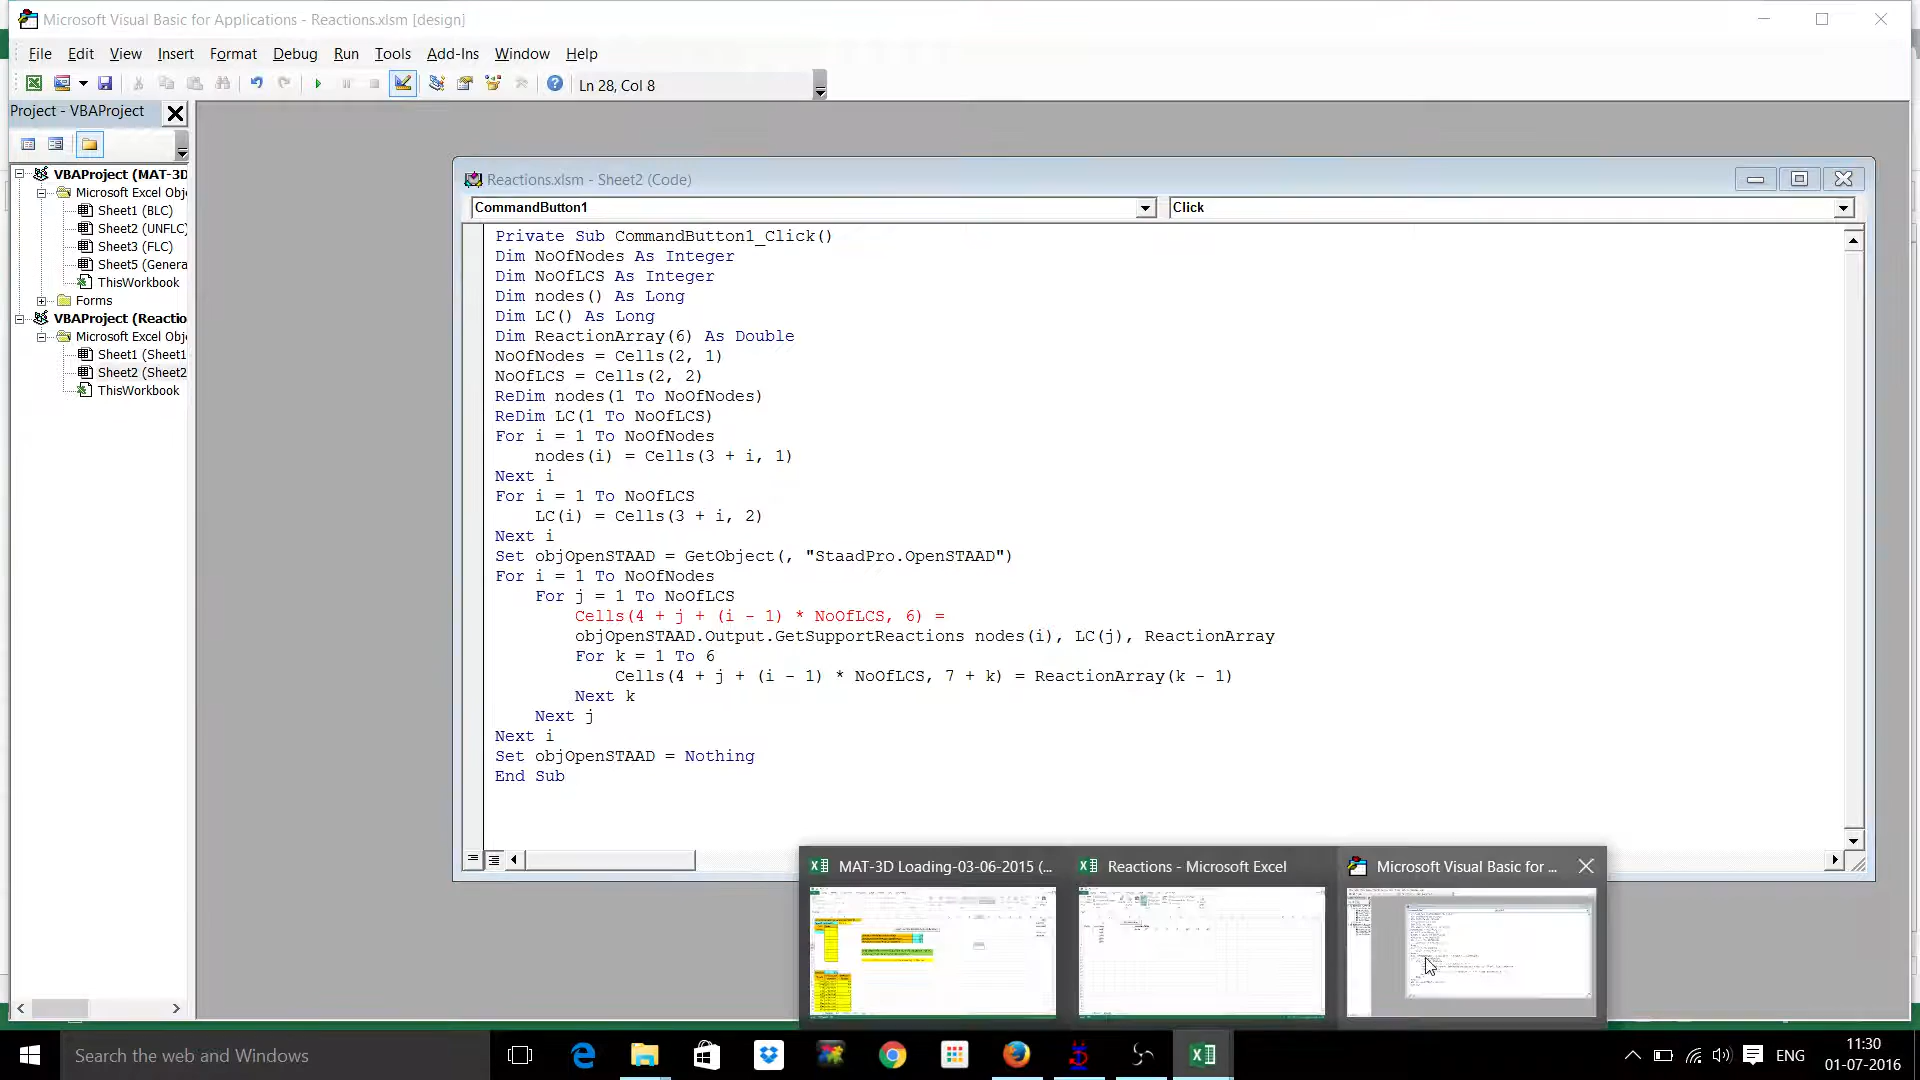 Microsoft Visual Basic for Applications - Reactions.xlsm [design]
File Edit View Insert Format Debug Run Tools Add-Ins Window Help
Ln 28, Col 8
Project - VBAProject
VBAProject (MAT-3D
Microsoft Excel Obj
Sheet1 (BLC)
Sheet2 (UNFLC)
Sheet3 (FLC)
Sheet5 (Genera
ThisWorkbook
Forms
VBAProject (Reactio
Microsoft Excel Obj
Sheet1 (Sheet1
Sheet2 (Sheet2
ThisWorkbook
Reactions.xlsm - Sheet2 (Code)
CommandButton1 Click
Private Sub CommandButton1_Click()
Dim NoOfNodes As Integer
Dim NoOfLCS As Integer
Dim nodes() As Long
Dim LC() As Long
Dim ReactionArray(6) As Double
NoOfNodes = Cells(2, 1)
NoOfLCS = Cells(2, 2)
ReDim nodes(1 To NoOfNodes)
ReDim LC(1 To NoOfLCS)
For i = 1 To NoOfNodes
nodes(i) = Cells(3 + i, 1)
Next i
For i = 1 To NoOfLCS
LC(i) = Cells(3 + i, 2)
Next i
Set objOpenSTAAD = GetObject(, "StaadPro.OpenSTAAD")
For i = 1 To NoOfNodes
For j = 1 To NoOfLCS
Cells(4 + j + (i - 1) * NoOfLCS, 6) =
objOpenSTAAD.Output.GetSupportReactions nodes(i), LC(j), ReactionArray
For k = 1 To 6
Cells(4 + j + (i - 1) * NoOfLCS, 7 + k) = ReactionArray(k - 1)
Next k
Next j
Next i
Set objOpenSTAAD = Nothing
End Sub
MAT-3D Loading-03-06-2015 (...
Reactions - Microsoft Excel
Microsoft Visual Basic for ...
Search the web and Windows
ENG
11:30
01-07-2016